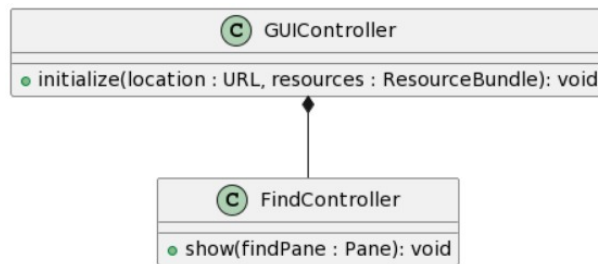 C GUIController
+ initialize(location : URL, resources : ResourceBundle): void
C FindController
show(findPane : Pane): void